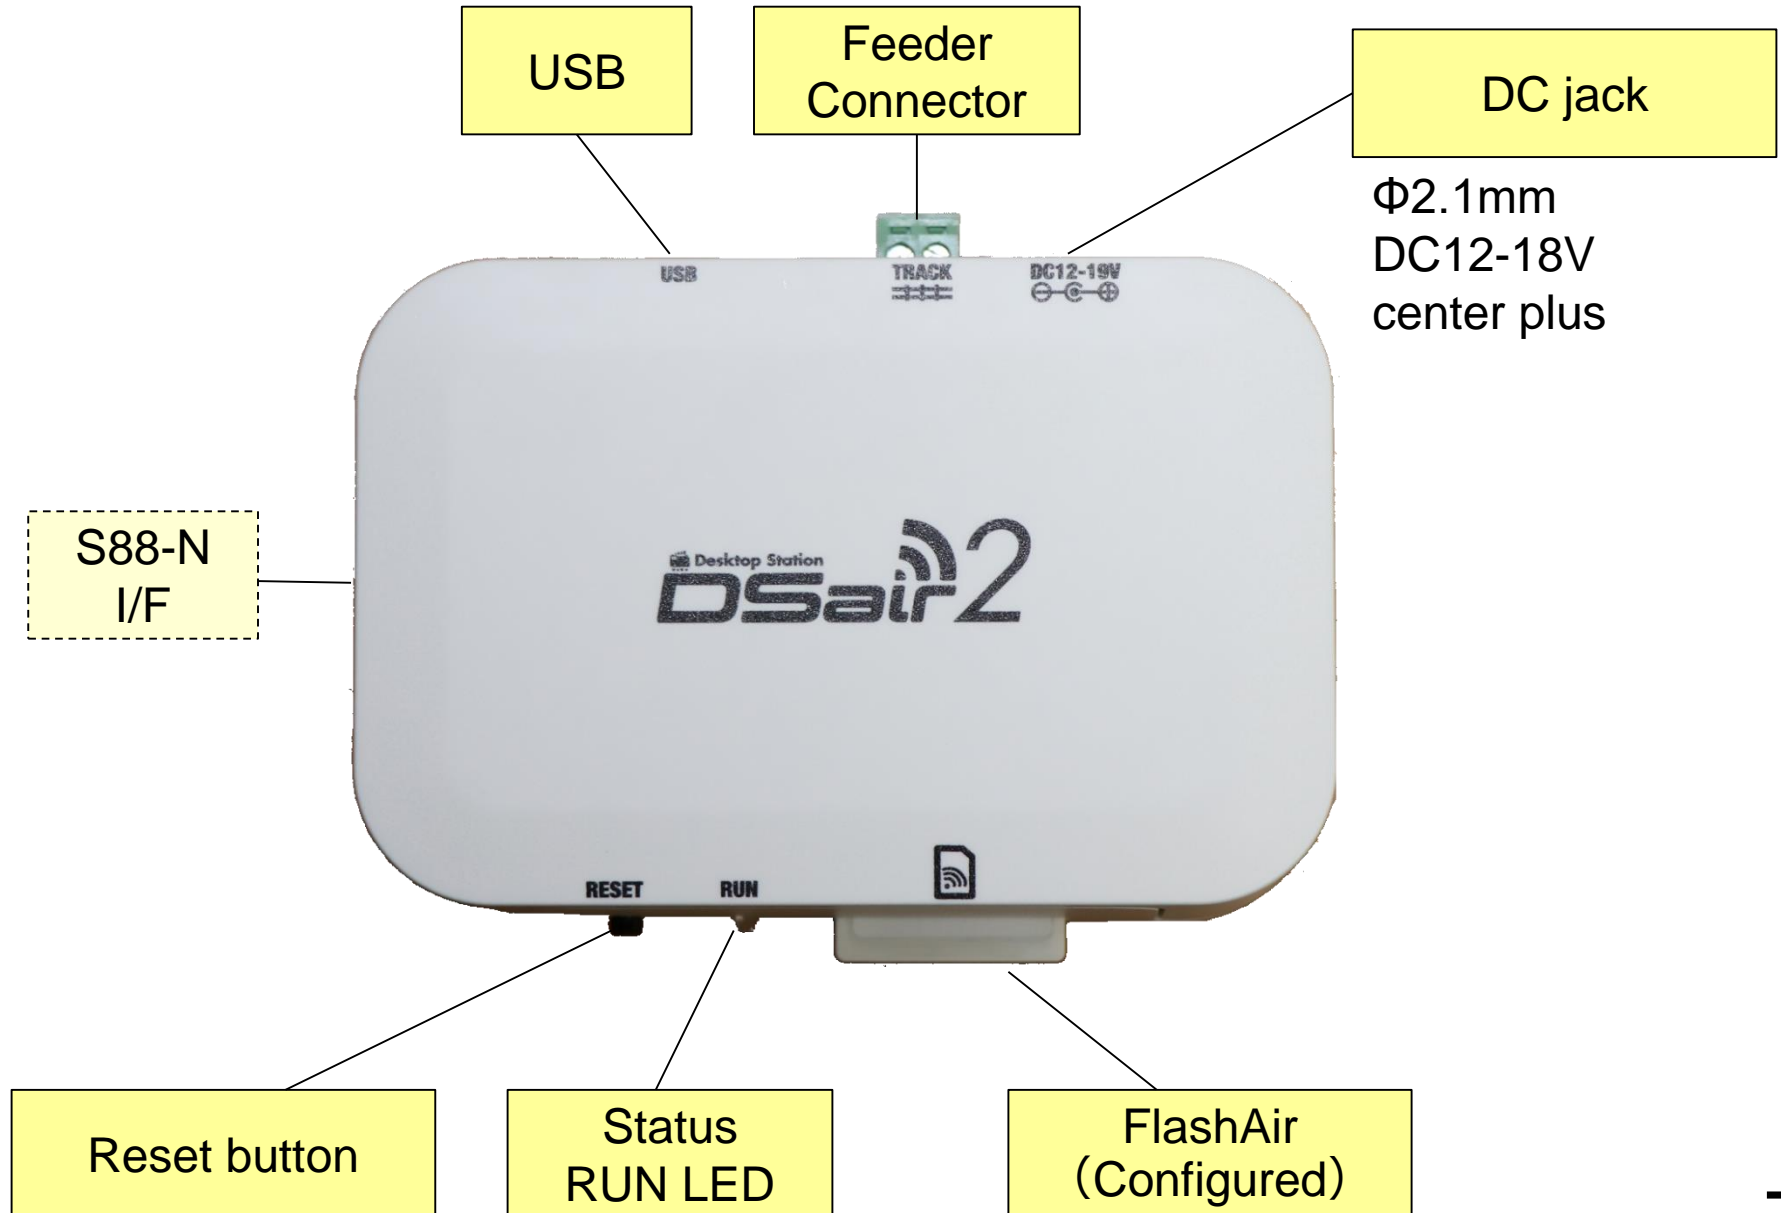 USB
Feeder
Connector
DC jack
Φ2.1mm
DC12-18V
center plus
USB
TRACK
DC12-19V
S88-N
I/F
Desktop Station
DSair2
RESET
RUN
Reset button
Status
RUN LED
FlashAir
（Configured）